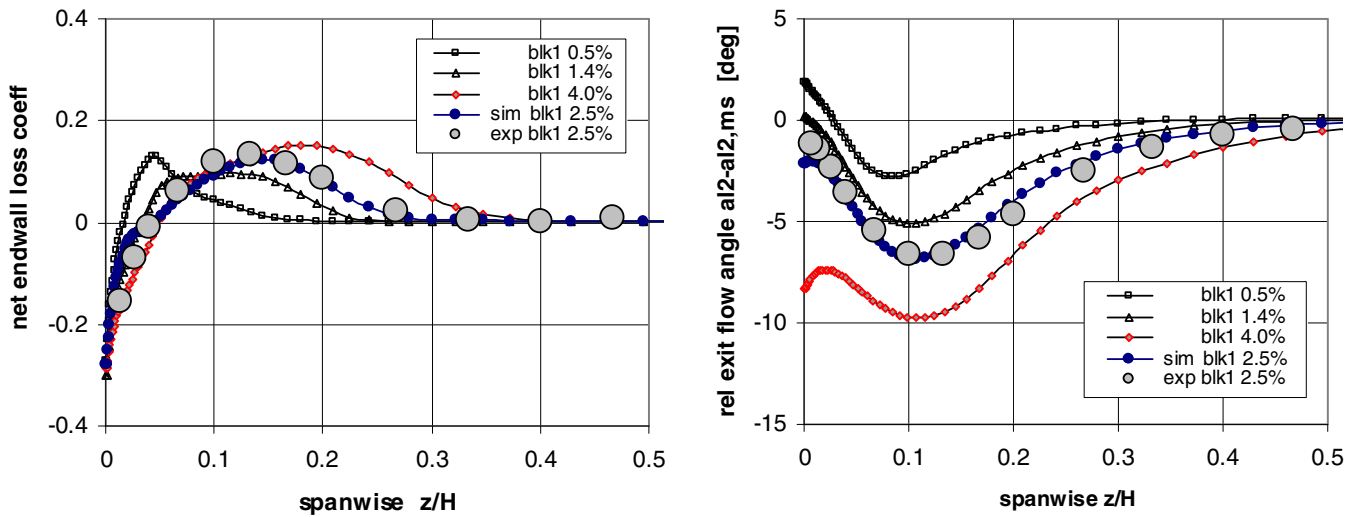 net endwall loss coeff
0.4
0.2
0
-0.2
-0.4
blk1 0.5%
blk1 1.4%
blk1 4.0%
sim blk1 2.5%
exp blk1 2.5%
0 0.1 0.2 0.3 0.4 0.5
spanwise z/H
rel exit flow angle al2-al2,ms [deg]
5
0
-5
-10
-15
blk1 0.5%
blk1 1.4%
blk1 4.0%
sim blk1 2.5%
exp blk1 2.5%
0 0.1 0.2 0.3 0.4 0.5
spanwise z/H